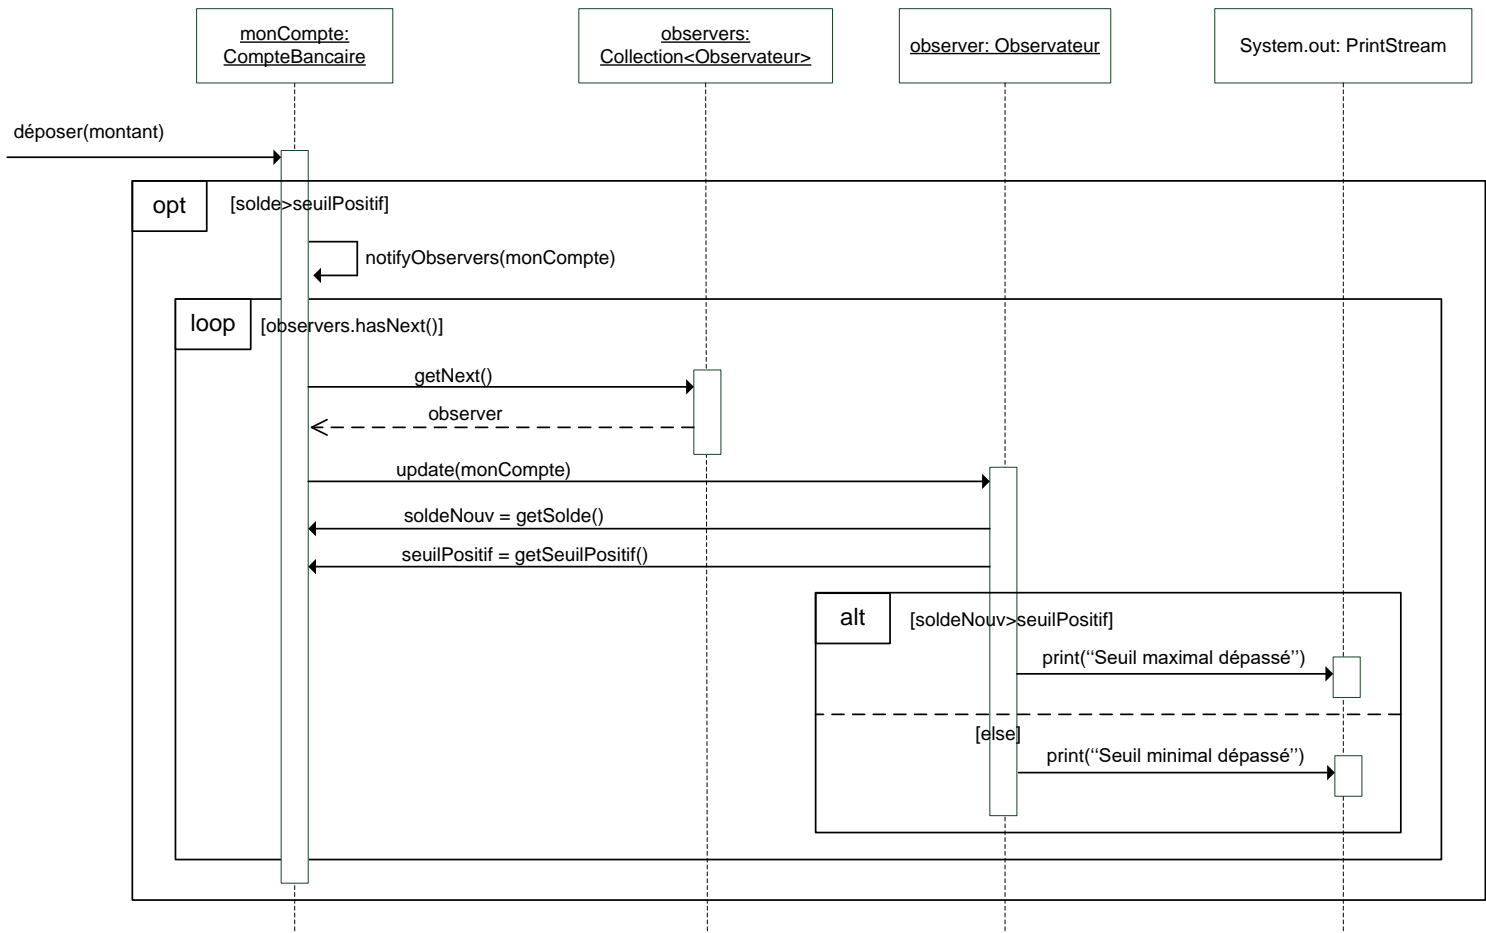 monCompte:
CompteBancaire
observers:
Collection<Observateur>
observer: Observateur
System.out: PrintStream
déposer(montant)
opt
[solde>seuilPositif]
notifyObservers(monCompte)
loop
[observers.hasNext()]
getNext()
observer
update(monCompte)
soldeNouv = getSolde()
seuilPositif = getSeuilPositif()
alt
[soldeNouv>seuilPositif]
print(‘‘Seuil maximal dépassé’’)
[else]
print(‘‘Seuil minimal dépassé’’)